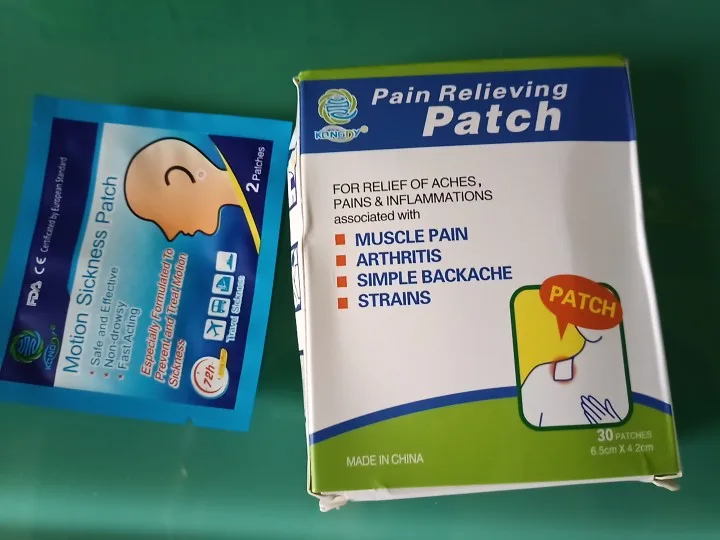 FDA CE Certificated by European Standard
KONGDY®
Motion Sickness Patch
• Safe and Effective
• Non-drowsy
• Fast Acting
Especially Formulated To
Prevent and Treat Motion
Sickness
72h
Travel Sickness
2 Patches
KONGDY®
Pain Relieving
Patch
FOR RELIEF OF ACHES,
PAINS & INFLAMMATIONS
associated with
MUSCLE PAIN
ARTHRITIS
SIMPLE BACKACHE
STRAINS
PATCH
30 PATCHES
6.5cm X 4.2cm
MADE IN CHINA